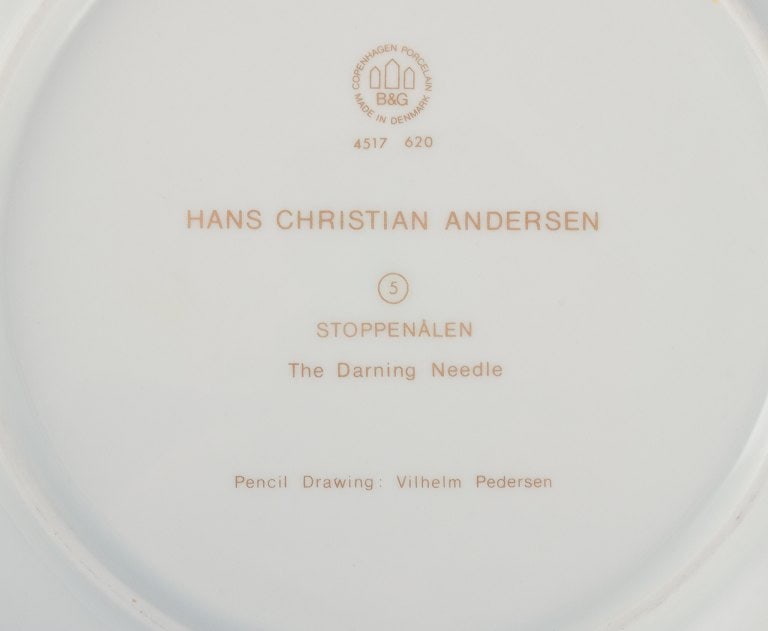 COPENHAGEN PORCELAIN
B&G
MADE IN DENMARK
4517 620
HANS CHRISTIAN ANDERSEN
5
STOPPENÅLEN
The Darning Needle
Pencil Drawing: Vilhelm Pedersen